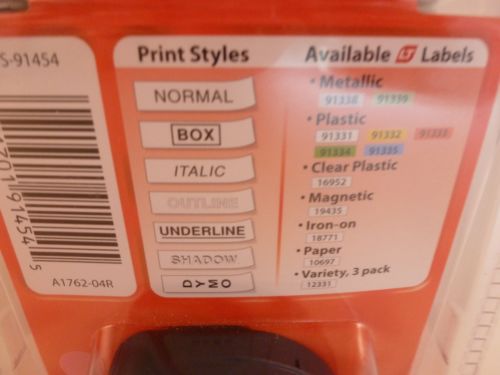 S-91454
Print Styles
NORMAL
BOX
ITALIC
OUTLINE
UNDERLINE
SHADOW
DYMO
A1762-04R
Available LT Labels
• Metallic
91338 91339
• Plastic
91331 91332 91333
91334 91335
• Clear Plastic
16952
• Magnetic
19435
• Iron-on
18771
• Paper
10697
• Variety, 3 pack
12331